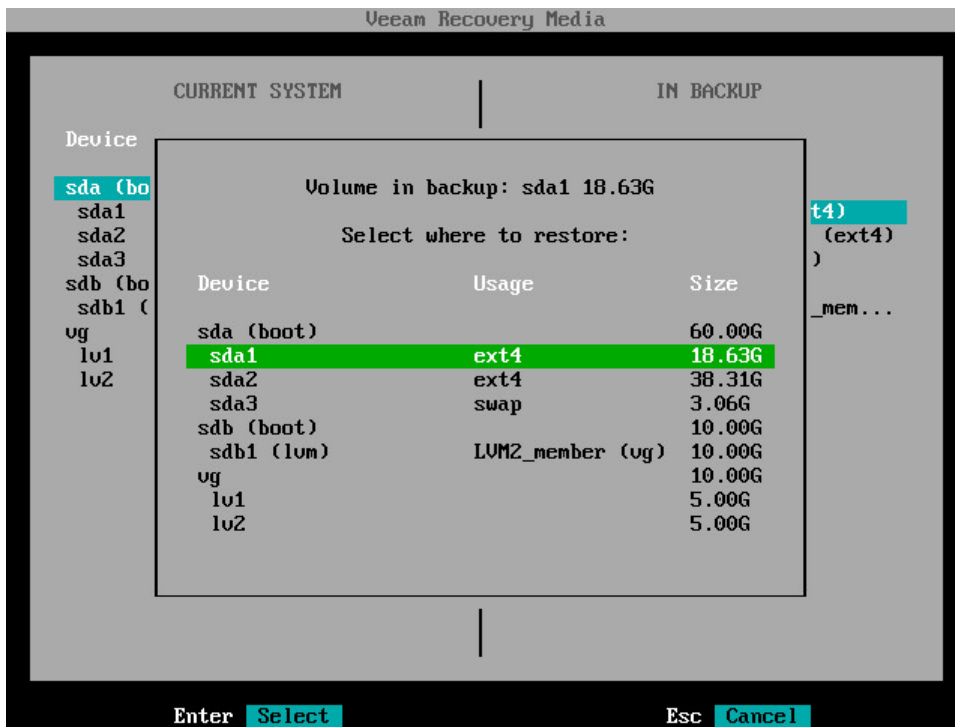 Veeam Recovery Media
CURRENT SYSTEM IN BACKUP
Device
Volume in backup: sda1 18.63G
sda (bo
sda1 t4)
Select where to restore:
sda2 (ext4)
sda3 )
sdb (bo
Device Usage Size
sdb1 ( _mem...
vg
lv1
lv2
sda (boot) 60.00G
sda1 ext4 18.63G
sda2 ext4 38.31G
sda3 swap 3.06G
sdb (boot) 10.00G
sdb1 (lvm) LVM2_member (vg) 10.00G
vg 10.00G
lv1 5.00G
lv2 5.00G
Enter Select Esc Cancel